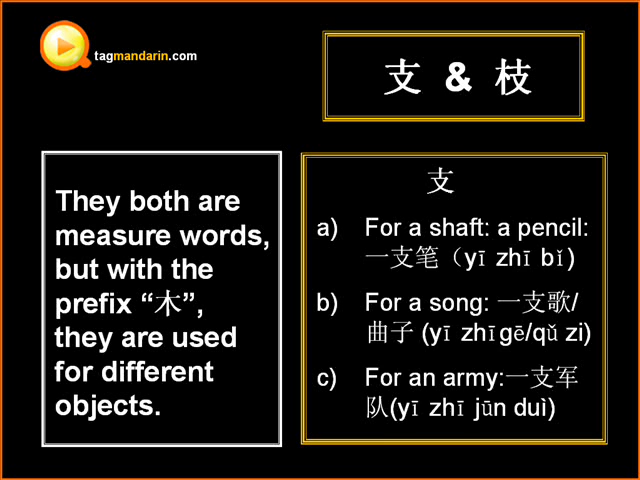 tagmandarin.com
支 & 枝
They both are
measure words,
but with the
prefix “木”,
they are used
for different
objects.
支
a) For a shaft: a pencil:
一支笔（yī zhī bǐ)
b) For a song: 一支歌/
曲子 (yī zhīgē/qǔ zi)
c) For an army:一支军
队(yī zhī jūn duì)